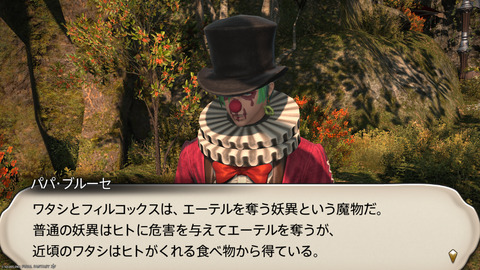 パパ・ブルーセ
ワタシとフィルコックスは、エーテルを奪う妖異という魔物だ。
普通の妖異はヒトに危害を与えてエーテルを奪うが、
近頃のワタシはヒトがくれる食べ物から得ている。